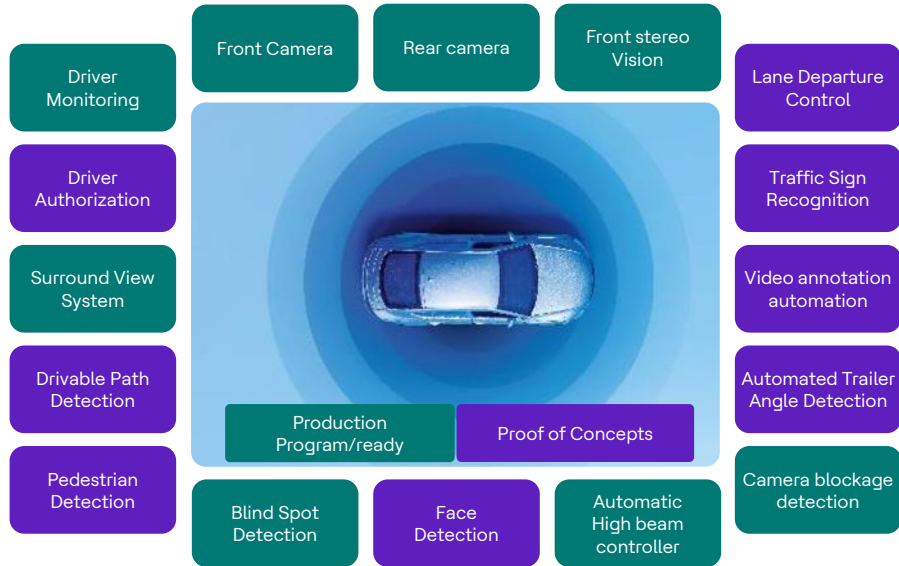 Front Camera
Rear camera
Front stereo
Vision
Driver
Monitoring
Lane Departure
Control
Driver
Authorization
Traffic Sign
Recognition
Surround View
System
Video annotation
automation
Drivable Path
Detection
Automated Trailer
Angle Detection
Production
Program/ready
Proof of Concepts
Pedestrian
Detection
Camera blockage
detection
Blind Spot
Detection
Face
Detection
Automatic
High beam
controller